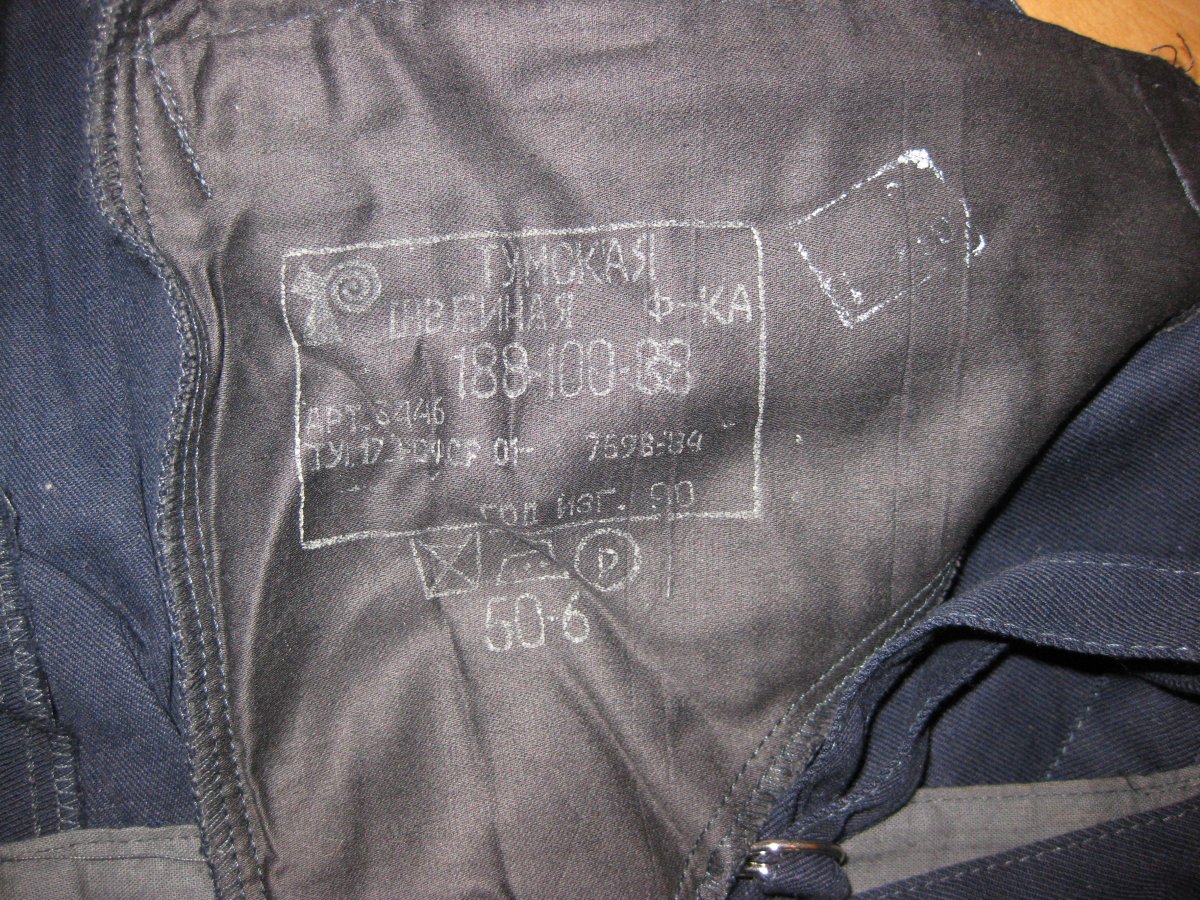 ТУМСКАЯ
ШВЕЙНАЯ Ф-КА
188-100-88
АРТ. 3446
ТУ 17 РСФСР 01- 7598-84
ГОД ИЗГ. 90
P
50-6